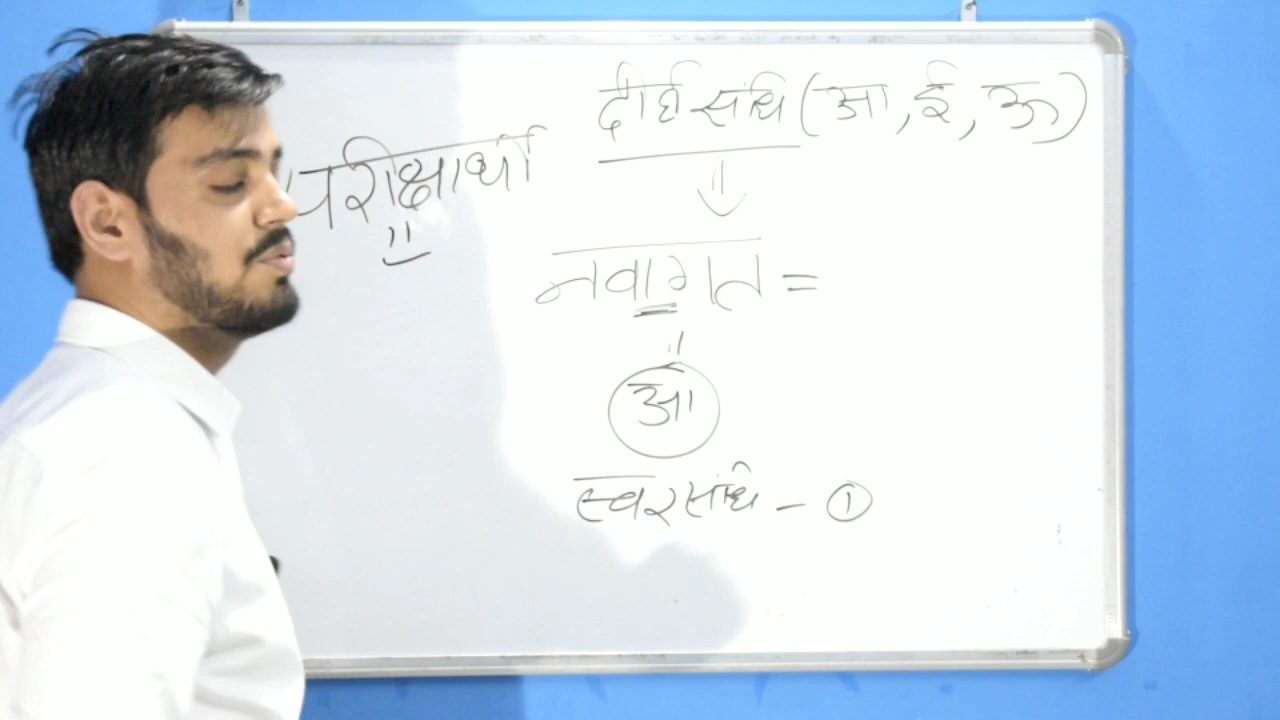 दीर्घ संधि (आ, ई, ऊ)
परीक्षार्थी
नवागत =
आ
स्वर संधि - ①